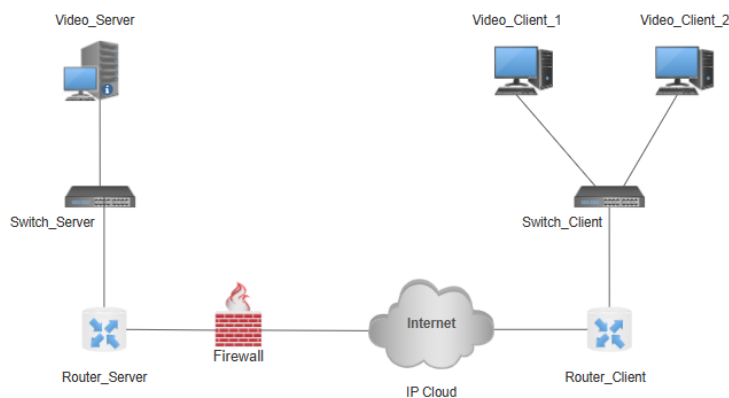 Video_Server
Video_Client_1
Video_Client_2
Switch_Server
Switch_Client
Internet
Firewall
Router_Server
Router_Client
IP Cloud